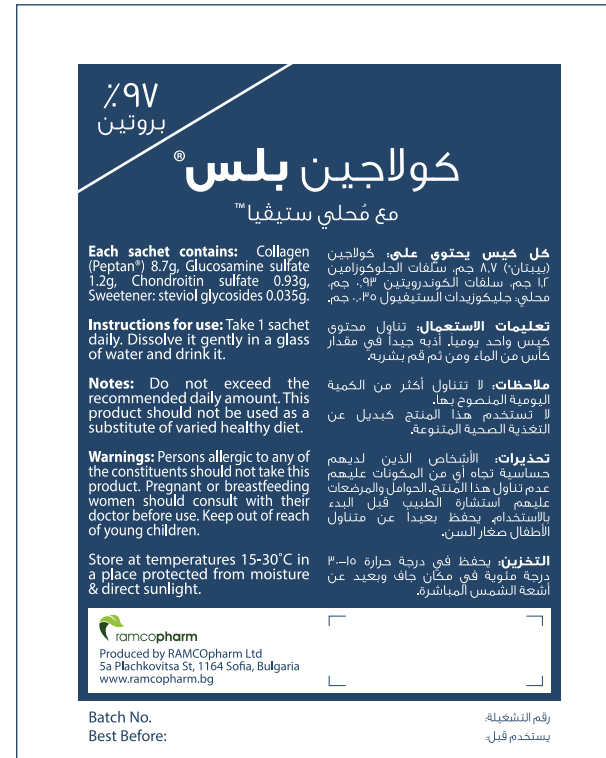 ٪٩٧
بروتين
كولاجين بلس®
مع مُحلي ستيڤيا™
Each sachet contains: Collagen
(Peptan®) 8.7g, Glucosamine sulfate
1.2g, Chondroitin sulfate 0.93g,
Sweetener: steviol glycosides 0.035g.
Instructions for use: Take 1 sachet
daily. Dissolve it gently in a glass
of water and drink it.
Notes: Do not exceed the
recommended daily amount. This
product should not be used as a
substitute of varied healthy diet.
Warnings: Persons allergic to any of
the constituents should not take this
product. Pregnant or breastfeeding
women should consult with their
doctor before use. Keep out of reach
of young children.
Store at temperatures 15-30˚C in
a place protected from moisture
& direct sunlight.
كل كيس يحتوي على: كولاجين
(بيبتان®) ٨,٧ جم، سلفات الجلوكوزامين
١,٢ جم، سلفات الكوندرويتين ٠,٩٣ جم،
محلي: جليكوزيدات الستيفيول ٠,٠٣٥ جم.
تعليمات الاستعمال: تناول محتوى
كيس واحد يومياً. أذبه جيداً في مقدار
كأس من الماء ومن ثم قم بشربه.
ملاحظات: لا تتناول أكثر من الكمية
اليومية المنصوح بها.
لا تستخدم هذا المنتج كبديل عن
التغذية الصحية المتنوعة.
تحذيرات: الأشخاص الذين لديهم
حساسية تجاه أي من المكونات عليهم
عدم تناول هذا المنتج. الحوامل والمرضعات
عليهم استشارة الطبيب قبل البدء
بالاستخدام. يحفظ بعيداً عن متناول
الأطفال صغار السن.
التخزين: يحفظ في درجة حرارة ١٥-٣٠
درجة مئوية في مكان جاف وبعيد عن
أشعة الشمس المباشرة.
ramcopharm
Produced by RAMCOpharm Ltd
5a Plachkovitsa St, 1164 Sofia, Bulgaria
www.ramcopharm.bg
Batch No.
Best Before:
رقم التشغيلة:
يستخدم قبل: